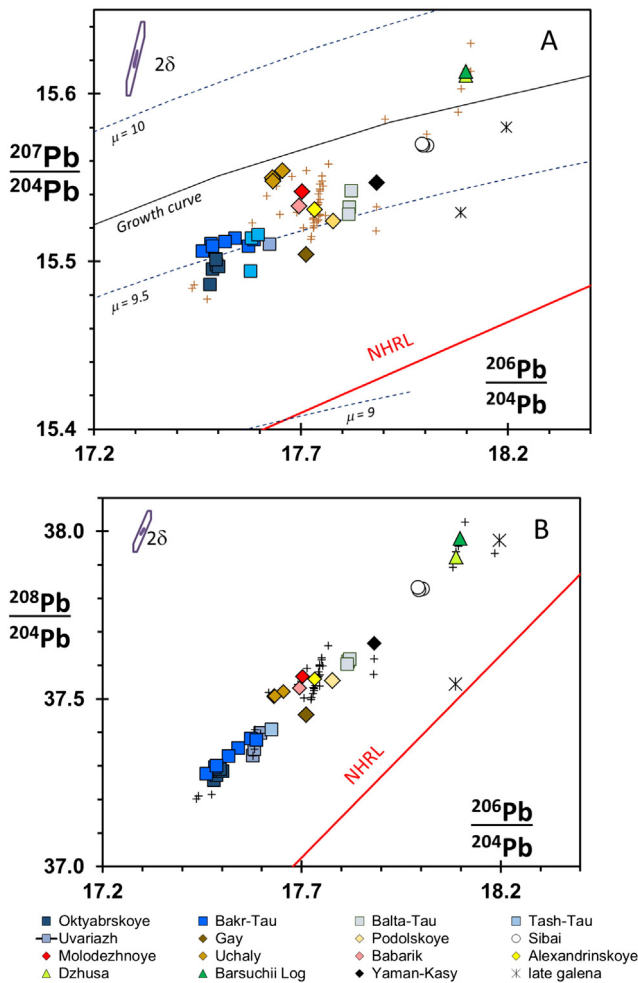 A
2δ
15.6
207Pb
204Pb
μ = 10
Growth curve
15.5
μ = 9.5
NHRL
206Pb
204Pb
μ = 9
15.4
17.2 17.7 18.2
B
2δ
38.0
208Pb
204Pb
37.5
NHRL
206Pb
204Pb
37.0
17.2 17.7 18.2
Oktyabrskoye Bakr-Tau Balta-Tau Tash-Tau
Uvariazh Gay Podolskoye Sibai
Molodezhnoye Uchaly Babarik Alexandrinskoye
Dzhusa Barsuchii Log Yaman-Kasy late galena